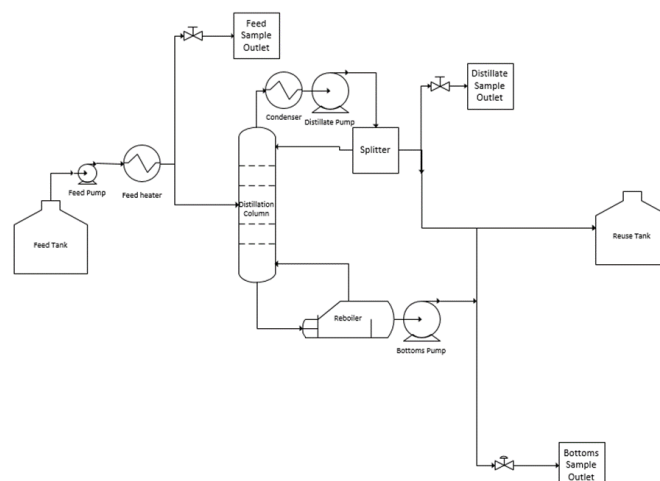 Feed
Sample
Outlet
Distillate
Sample
Outlet
Condenser
Distillate Pump
Splitter
Feed Pump
Feed heater
Distillation
Column
Feed Tank
Reuse Tank
Reboiler
Bottoms Pump
Bottoms
Sample
Outlet